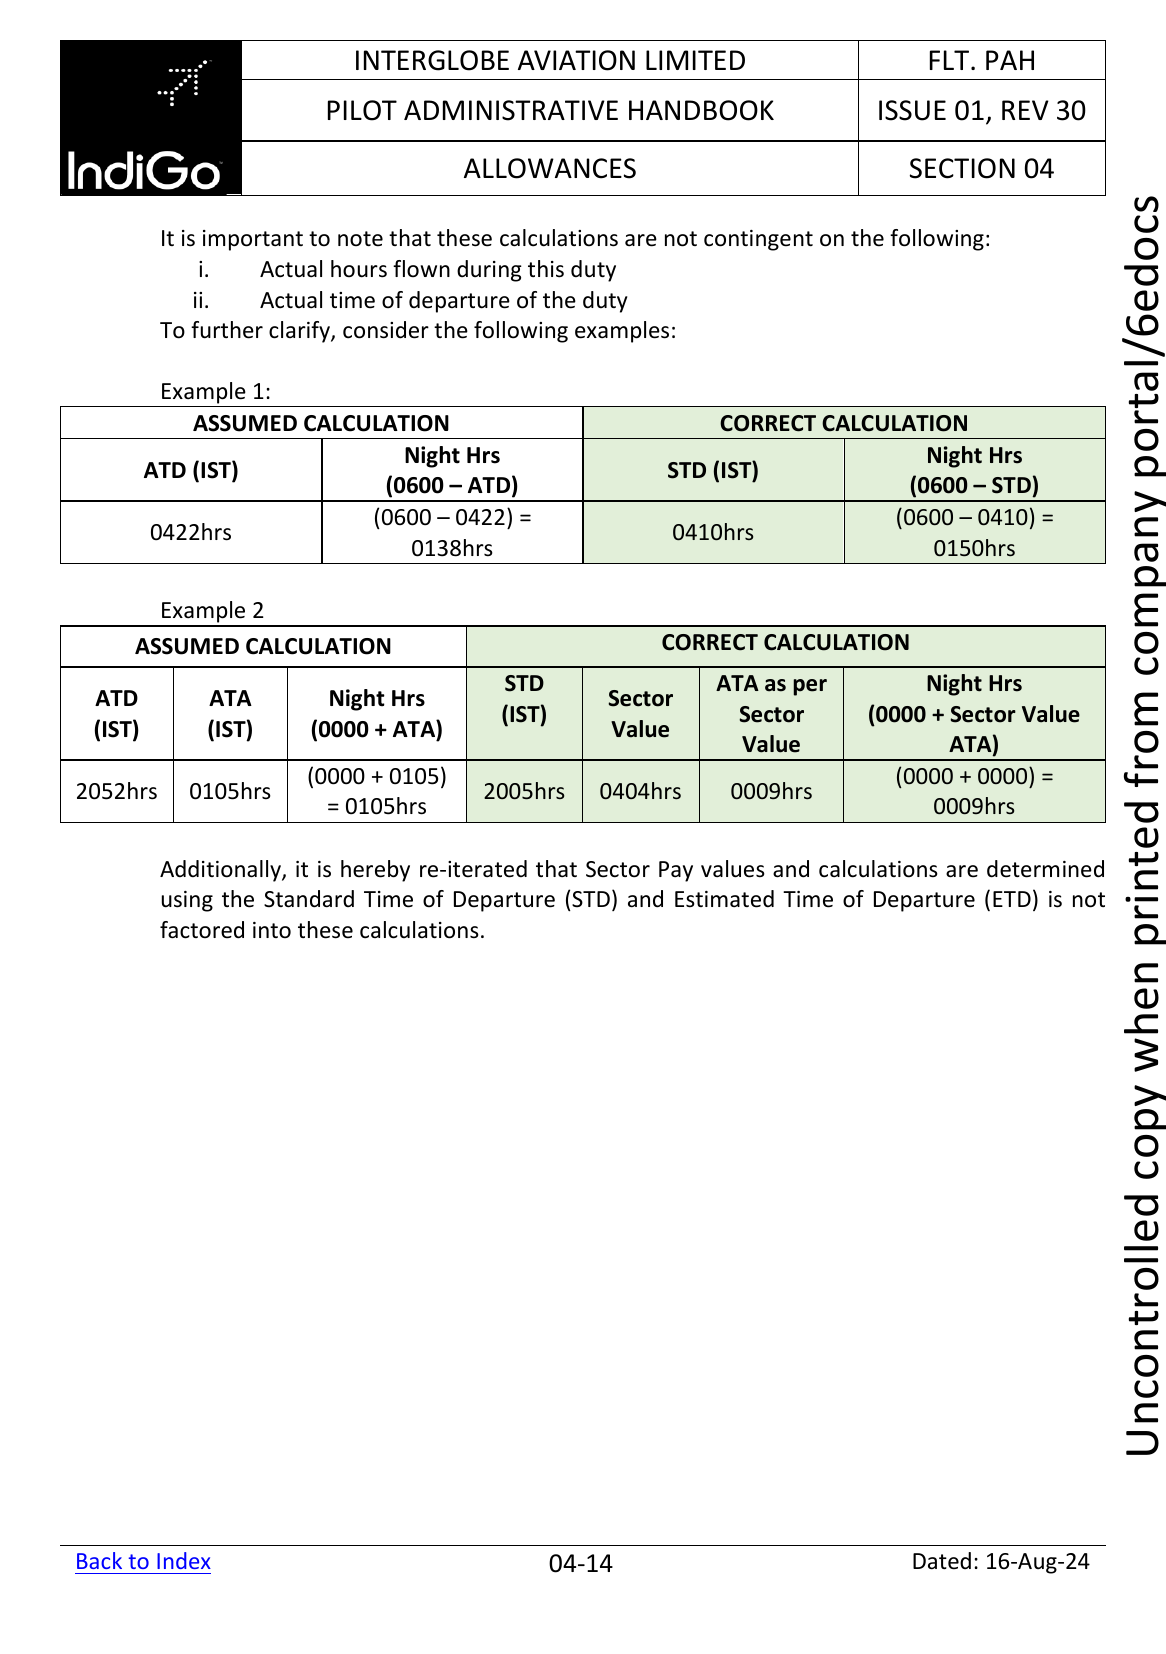 IndiGo
INTERGLOBE AVIATION LIMITED
FLT. PAH
PILOT ADMINISTRATIVE HANDBOOK
ISSUE 01, REV 30
ALLOWANCES
SECTION 04
It is important to note that these calculations are not contingent on the following:
i. Actual hours flown during this duty
ii. Actual time of departure of the duty
To further clarify, consider the following examples:
Example 1:
ASSUMED CALCULATION
CORRECT CALCULATION
ATD (IST)
Night Hrs
(0600 – ATD)
STD (IST)
Night Hrs
(0600 – STD)
0422hrs
(0600 – 0422) =
0138hrs
0410hrs
(0600 – 0410) =
0150hrs
Example 2
ASSUMED CALCULATION
CORRECT CALCULATION
ATD
(IST)
ATA
(IST)
Night Hrs
(0000 + ATA)
STD
(IST)
Sector
Value
ATA as per
Sector
Value
Night Hrs
(0000 + Sector Value
ATA)
2052hrs
0105hrs
(0000 + 0105)
= 0105hrs
2005hrs
0404hrs
0009hrs
(0000 + 0000) =
0009hrs
Additionally, it is hereby re-iterated that Sector Pay values and calculations are determined
using the Standard Time of Departure (STD) and Estimated Time of Departure (ETD) is not
factored into these calculations.
Back to Index
04-14
Dated: 16-Aug-24
Uncontrolled copy when printed from company portal/6edocs